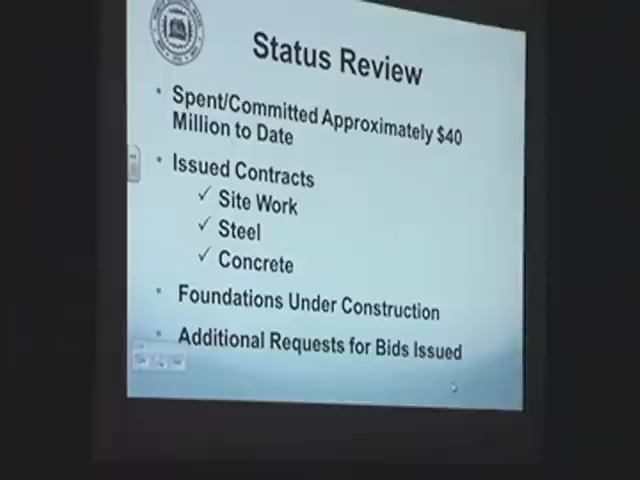 Status Review
• Spent/Committed Approximately $40
Million to Date
• Issued Contracts
✓ Site Work
✓ Steel
✓ Concrete
• Foundations Under Construction
• Additional Requests for Bids Issued